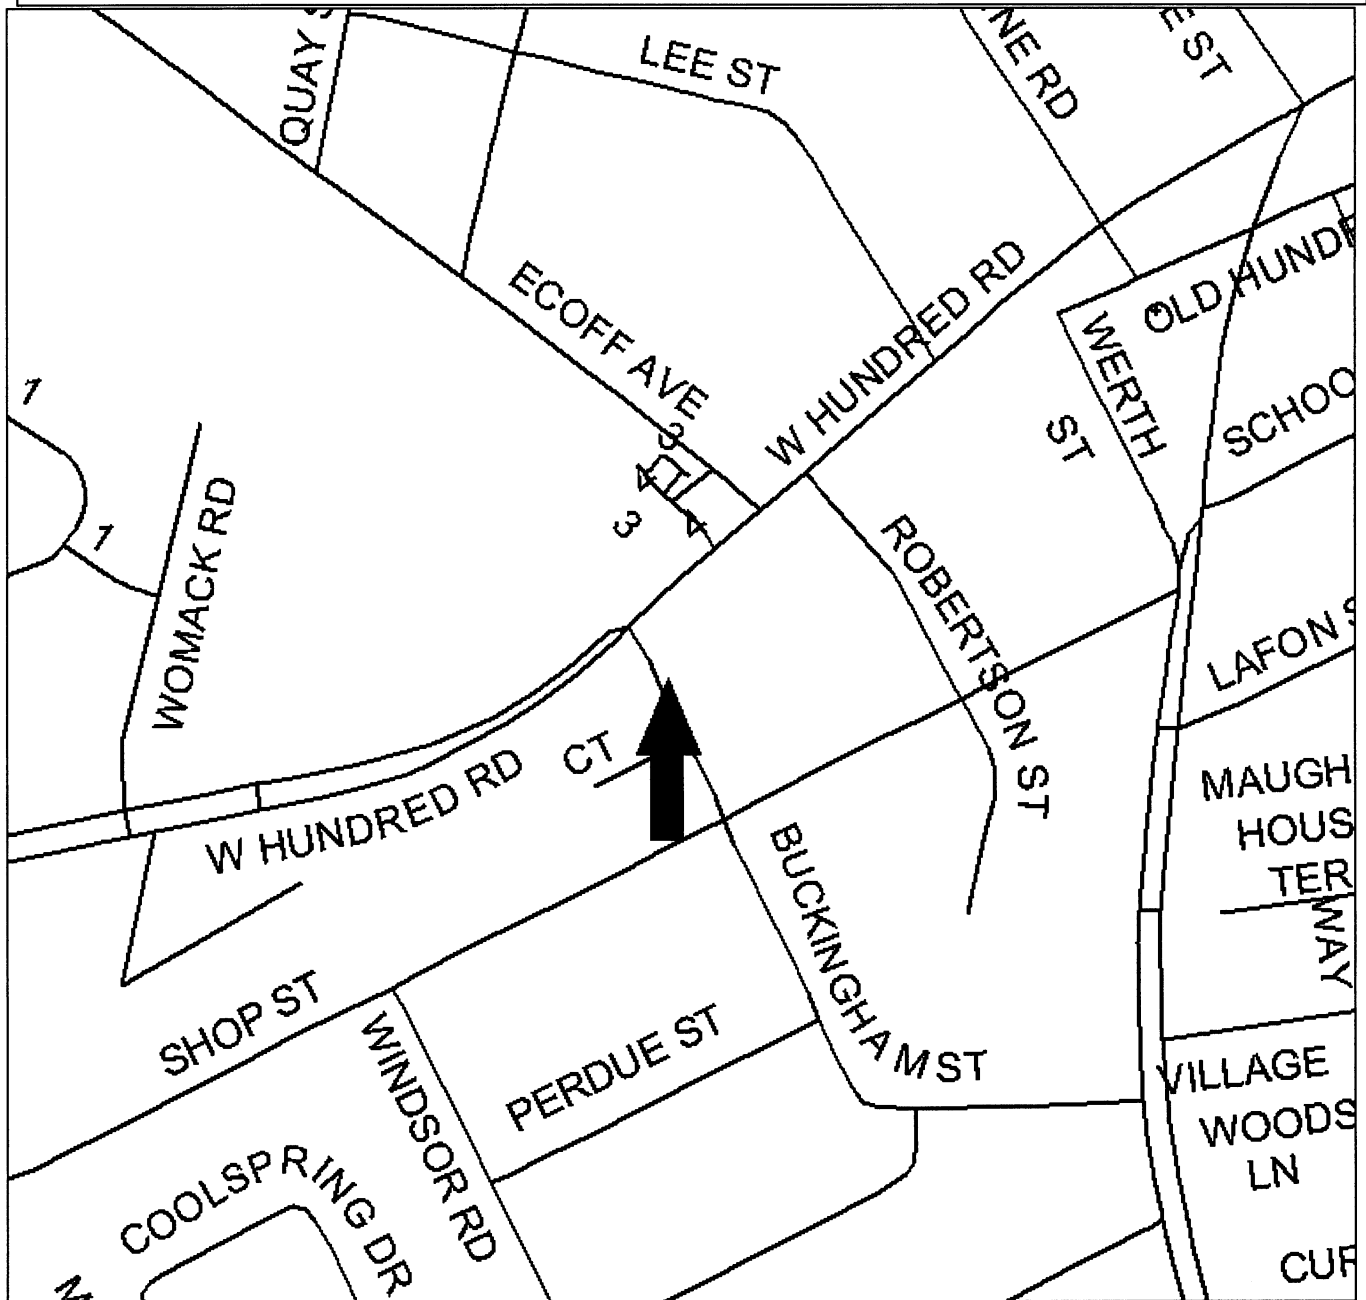 QUAY S
LEE ST
NE RD
E ST
ECOFF AVE
W HUNDRED RD
OLD HUNDR
WERTH
ST
SCHOO
1
1
3
4
CT
3
4
WOMACK RD
ROBERTSON ST
LAFON S
CT
W HUNDRED RD
MAUGH
HOUS
TER
WAY
BUCKINGHAM ST
SHOP ST
WINDSOR RD
PERDUE ST
VILLAGE
WOODS
LN
COOLSPRING DR
CUR
M